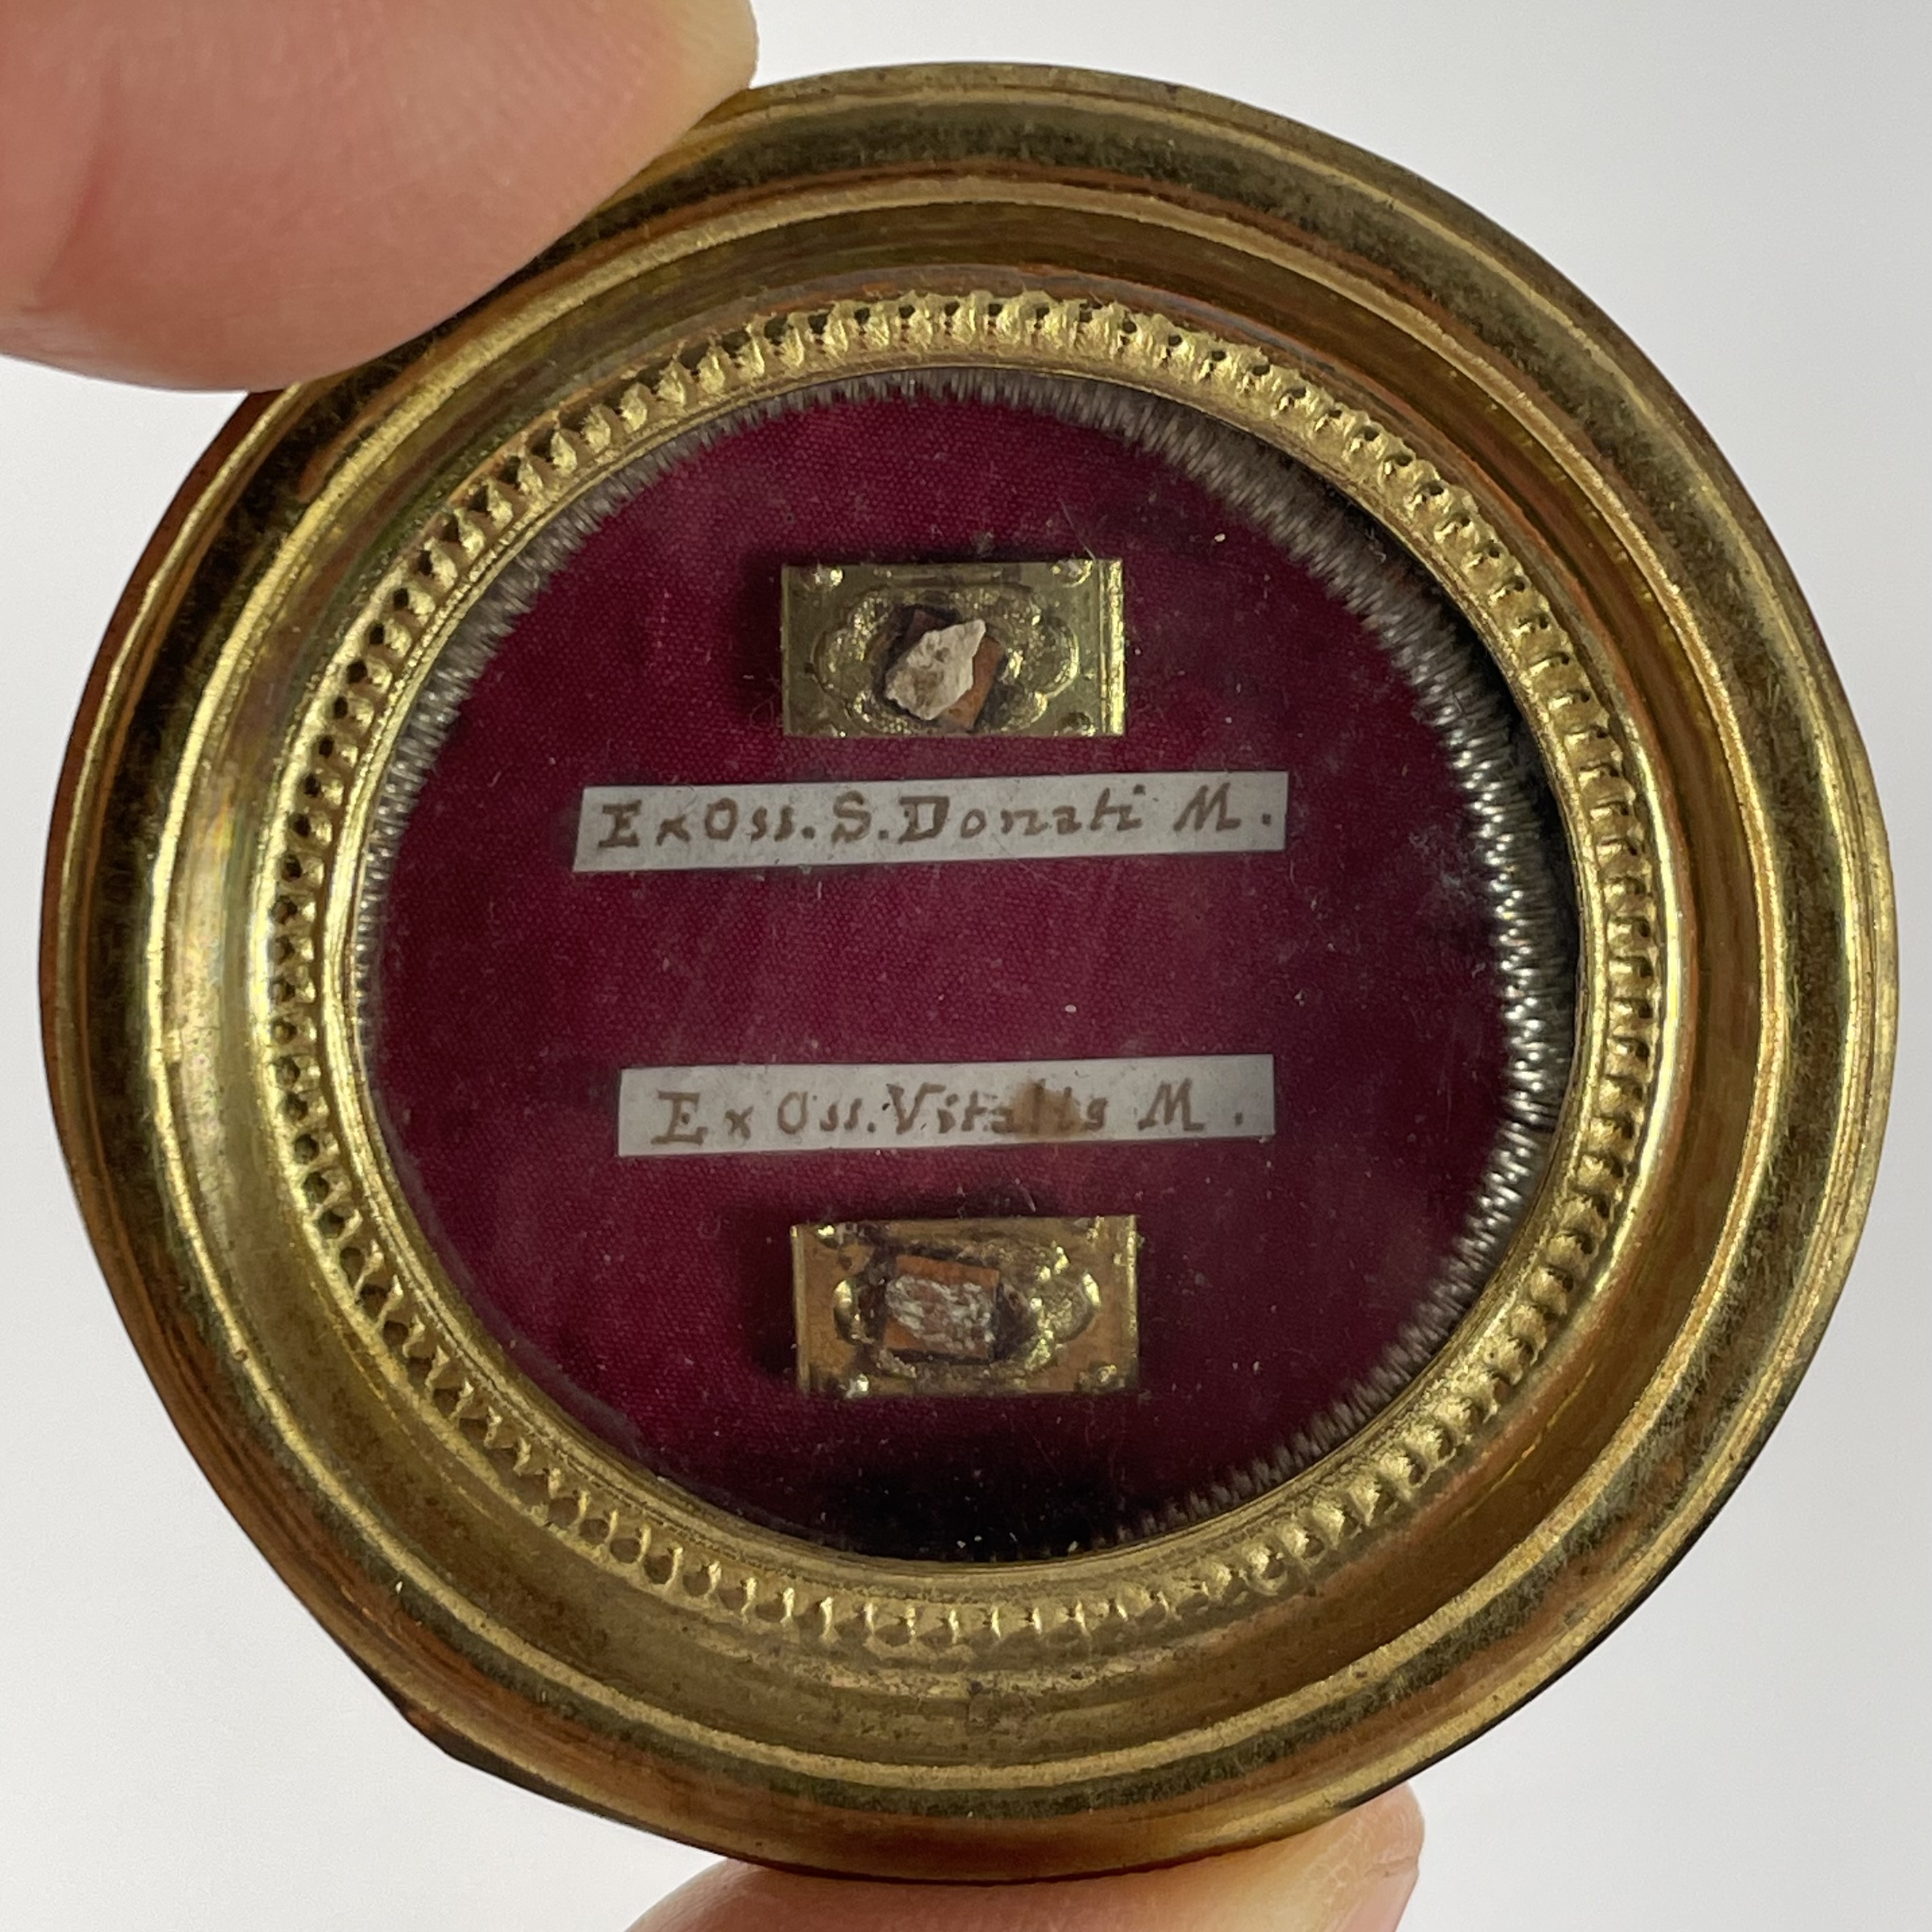 Ex Oss. S. Donati M.
Ex Oss. Vitalis M.